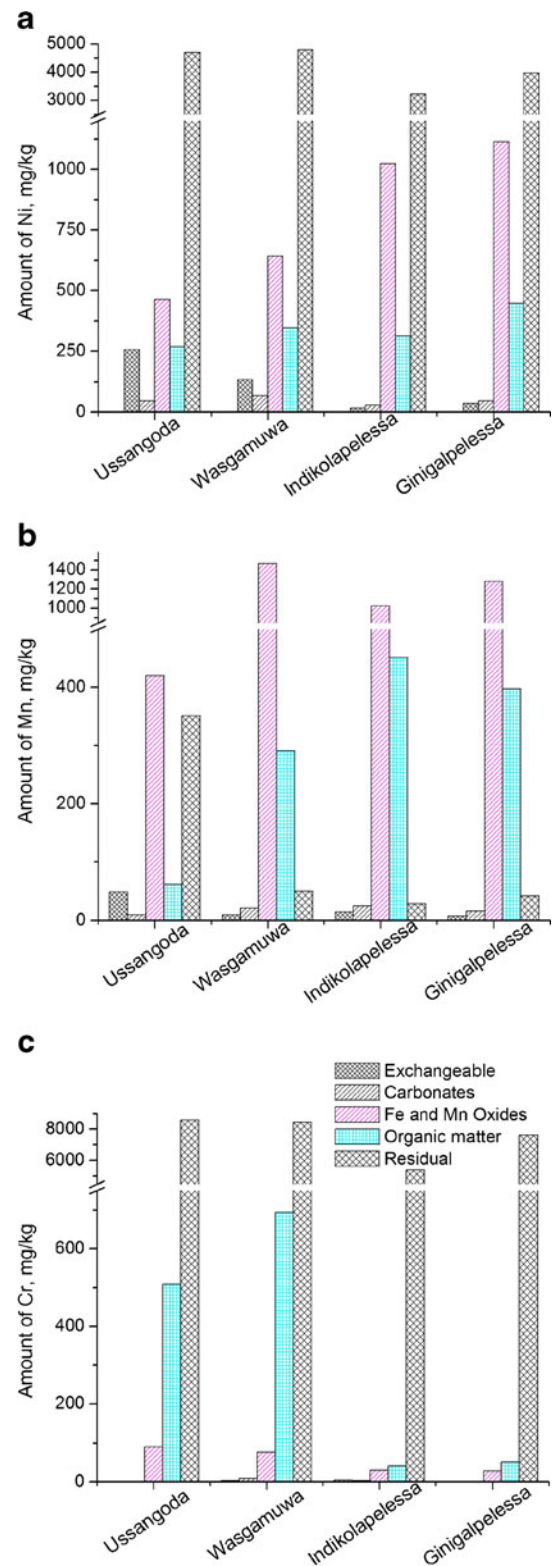 a
5000
4000
3000
1000
750
500
250
0
Amount of Ni, mg/kg
Ussangoda
Wasgamuwa
Indikolapelessa
Ginigalpelessa
b
1400
1200
1000
400
200
0
Amount of Mn, mg/kg
Ussangoda
Wasgamuwa
Indikolapelessa
Ginigalpelessa
c
Exchangeable
Carbonates
Fe and Mn Oxides
Organic matter
Residual
8000
6000
600
400
200
0
Amount of Cr, mg/kg
Ussangoda
Wasgamuwa
Indikolapelessa
Ginigalpelessa